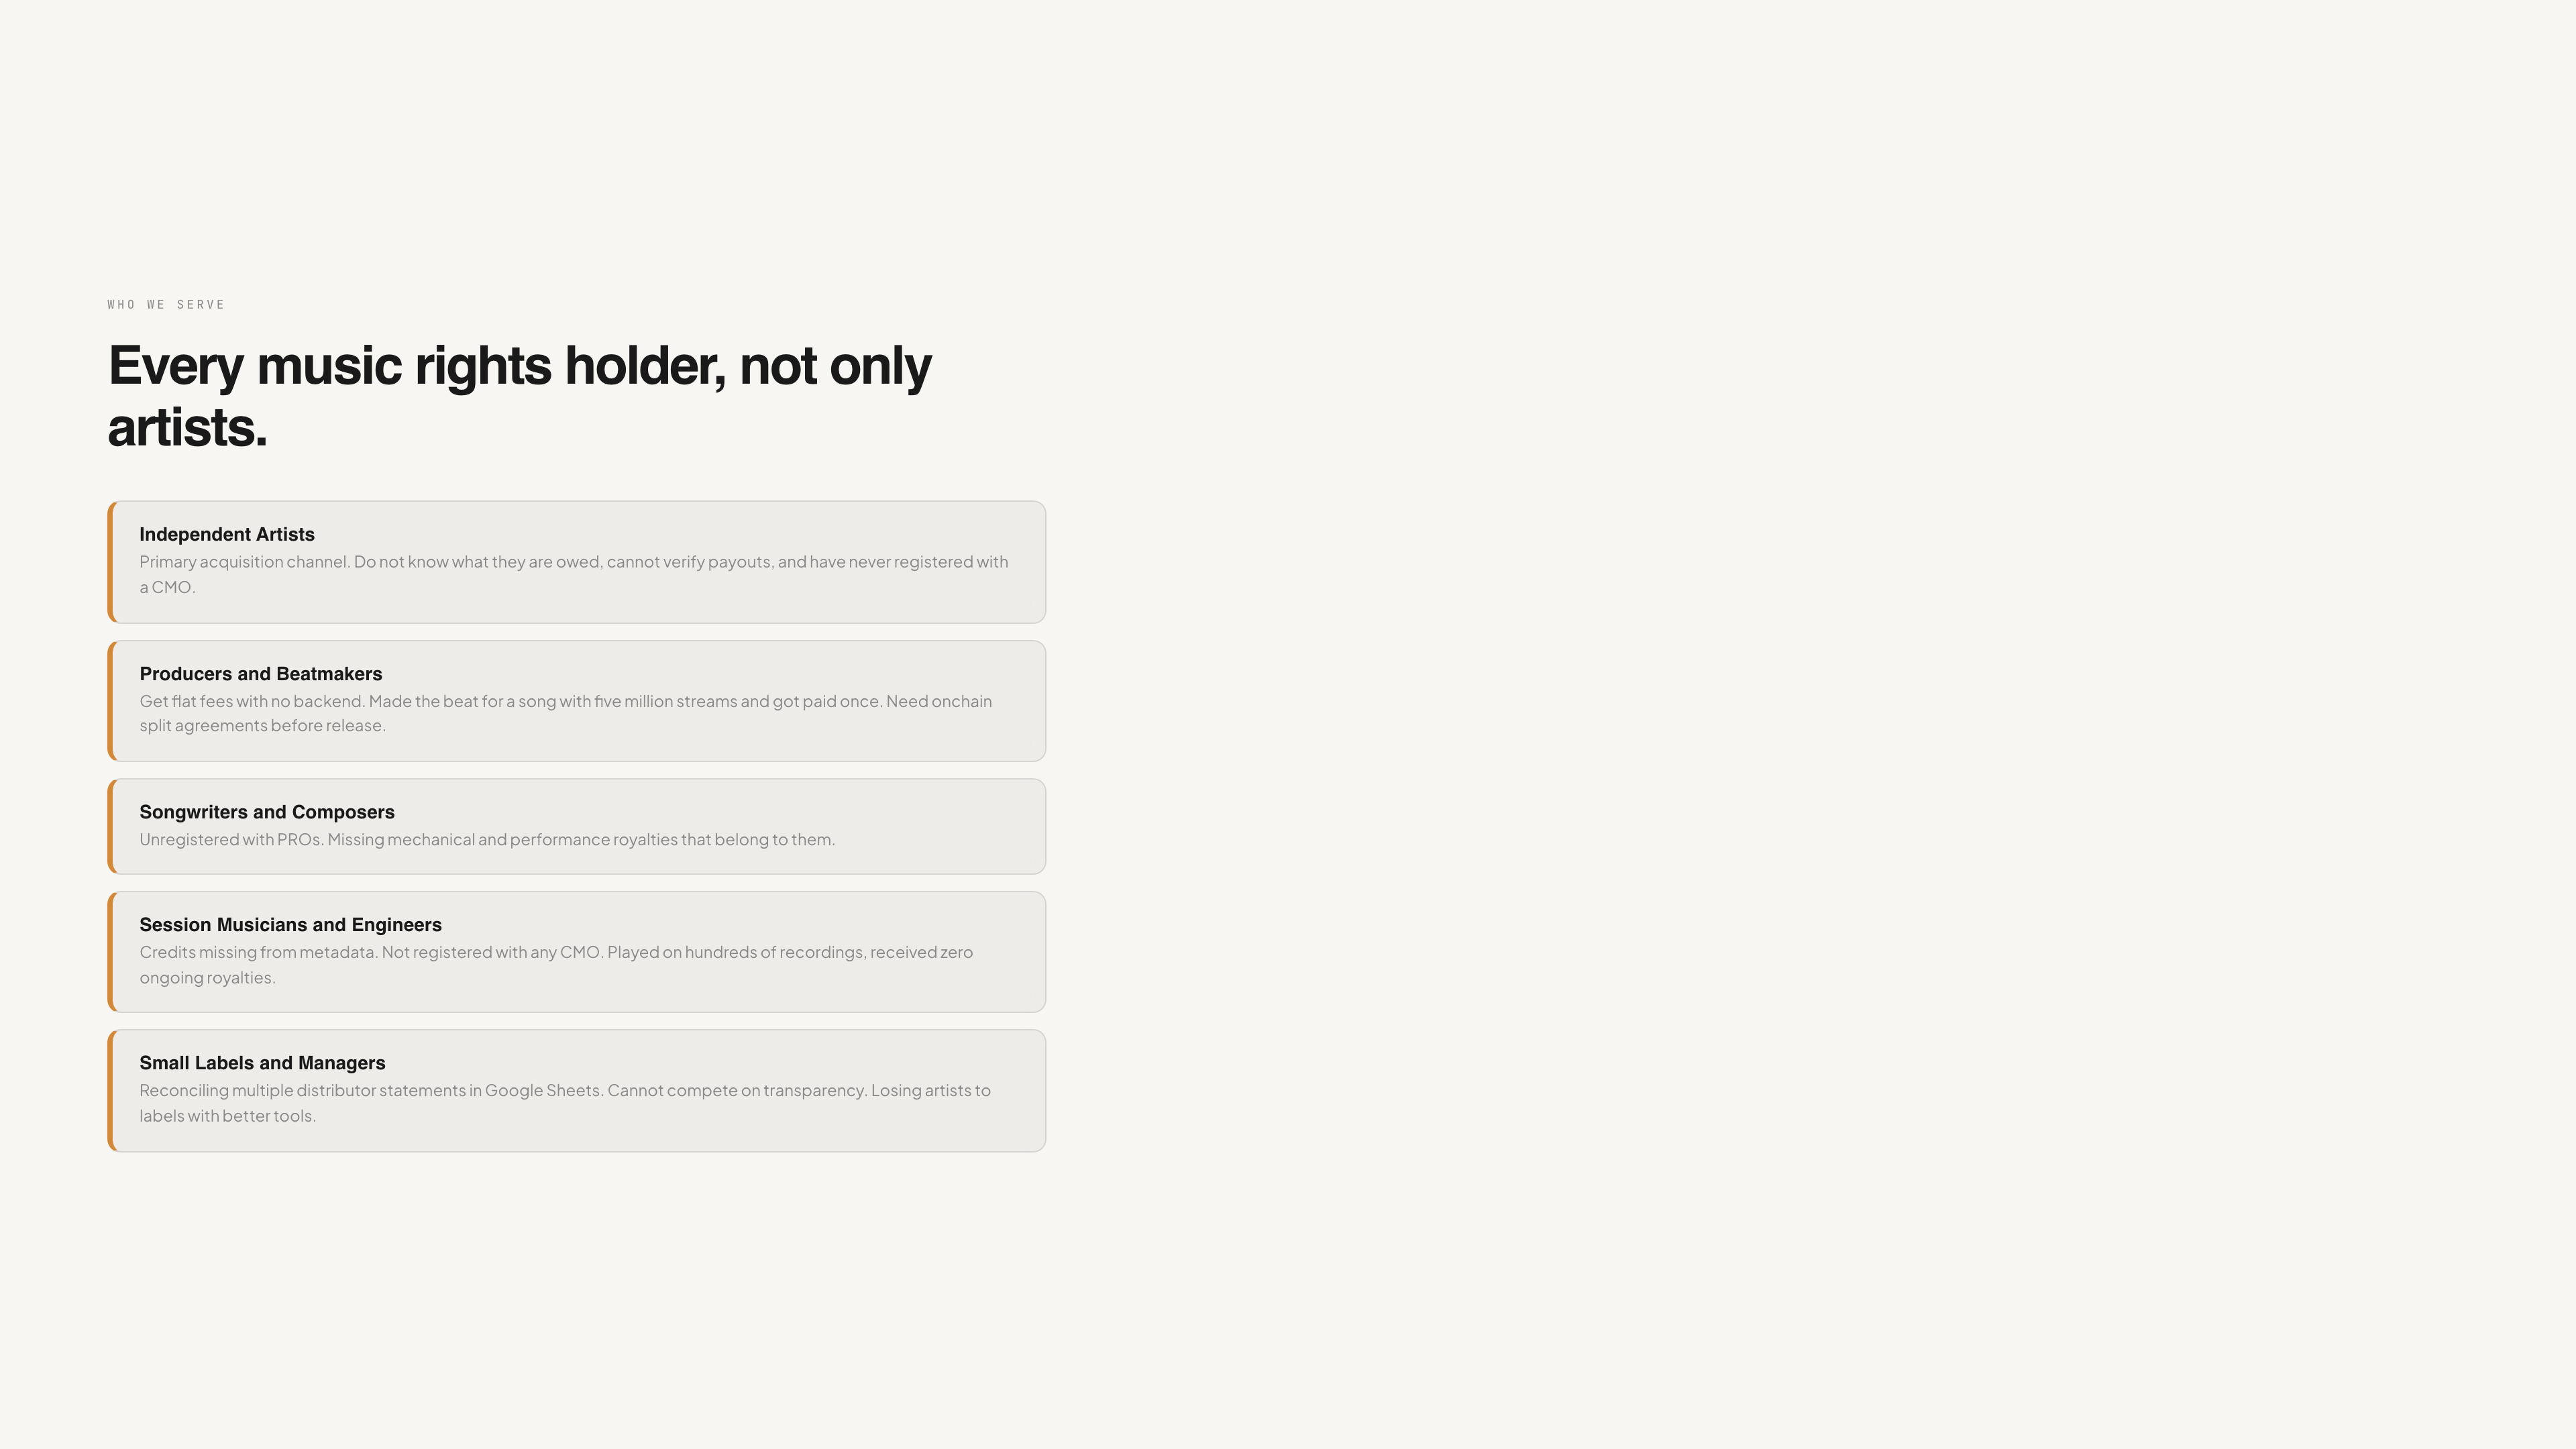 WHO WE SERVE
Every music rights holder, not only
artists.
Independent Artists
Primary acquisition channel. Do not know what they are owed, cannot verify payouts, and have never registered with
a CMO.
Producers and Beatmakers
Get flat fees with no backend. Made the beat for a song with five million streams and got paid once. Need onchain
split agreements before release.
Songwriters and Composers
Unregistered with PROs. Missing mechanical and performance royalties that belong to them.
Session Musicians and Engineers
Credits missing from metadata. Not registered with any CMO. Played on hundreds of recordings, received zero
ongoing royalties.
Small Labels and Managers
Reconciling multiple distributor statements in Google Sheets. Cannot compete on transparency. Losing artists to
labels with better tools.